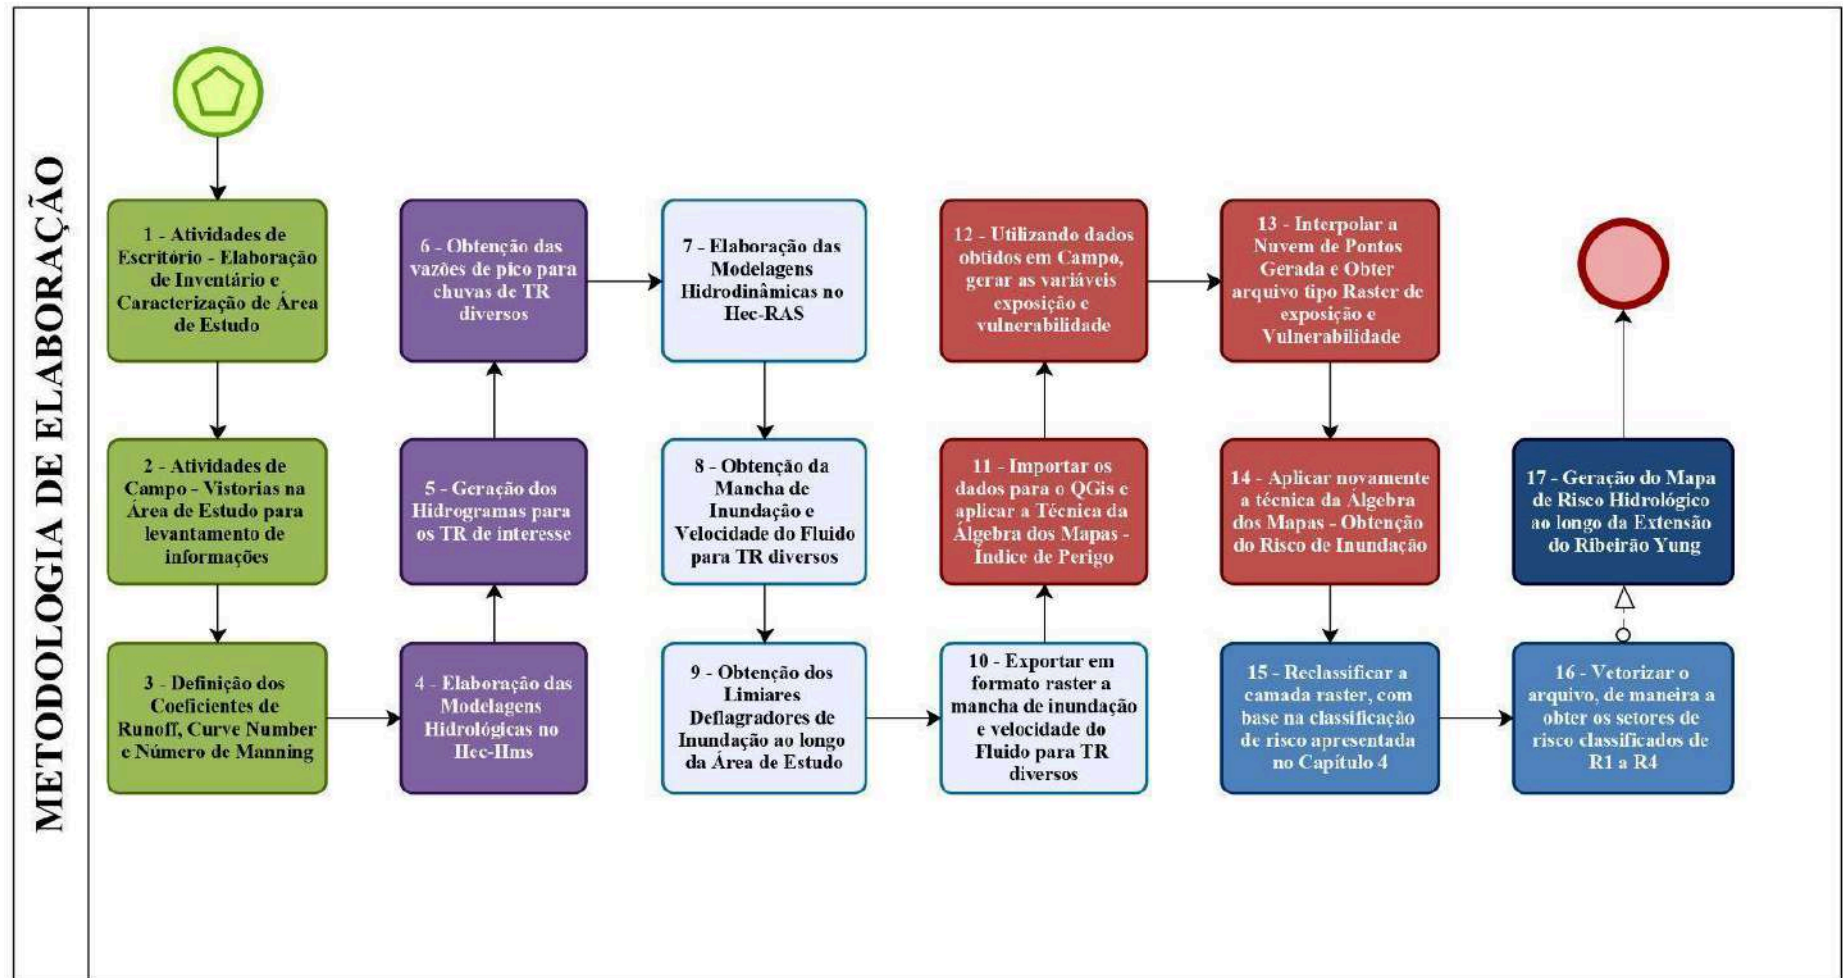 METODOLOGIA DE ELABORAÇÃO
1 - Atividades de
Escritório - Elaboração
de Inventário e
Caracterização de Área
de Estudo
2 - Atividades de
Campo - Vistorias na
Área de Estudo para
levantamento de
informações
3 - Definição dos
Coeficientes de
Runoff, Curve Number
e Número de Manning
4 - Elaboração das
Modelagens
Hidrológicas no
Hec-Hms
5 - Geração dos
Hidrogramas para
os TR de interesse
6 - Obtenção das
vazões de pico para
chuvas de TR
diversos
7 - Elaboração das
Modelagens
Hidrodinâmicas no
Hec-RAS
8 - Obtenção da
Mancha de
Inundação e
Velocidade do Fluido
para TR diversos
9 - Obtenção dos
Limiares
Deflagradores de
Inundação ao longo
da Área de Estudo
10 - Exportar em
formato raster a
mancha de inundação
e velocidade do
Fluido para TR
diversos
11 - Importar os
dados para o QGis e
aplicar a Técnica da
Álgebra dos Mapas -
Índice de Perigo
12 - Utilizando dados
obtidos em Campo,
gerar as variáveis
exposição e
vulnerabilidade
13 - Interpolar a
Nuvem de Pontos
Gerada e Obter
arquivo tipo Raster de
exposição e
Vulnerabilidade
14 - Aplicar novamente
a técnica da Álgebra
dos Mapas - Obtenção
do Risco de Inundação
15 - Reclassificar a
camada raster, com
base na classificação
de risco apresentada
no Capítulo 4
16 - Vetorizar o
arquivo, de maneira a
obter os setores de
risco classificados de
R1 a R4
17 - Geração do Mapa
de Risco Hidrológico
ao longo da Extensão
do Ribeirão Yung